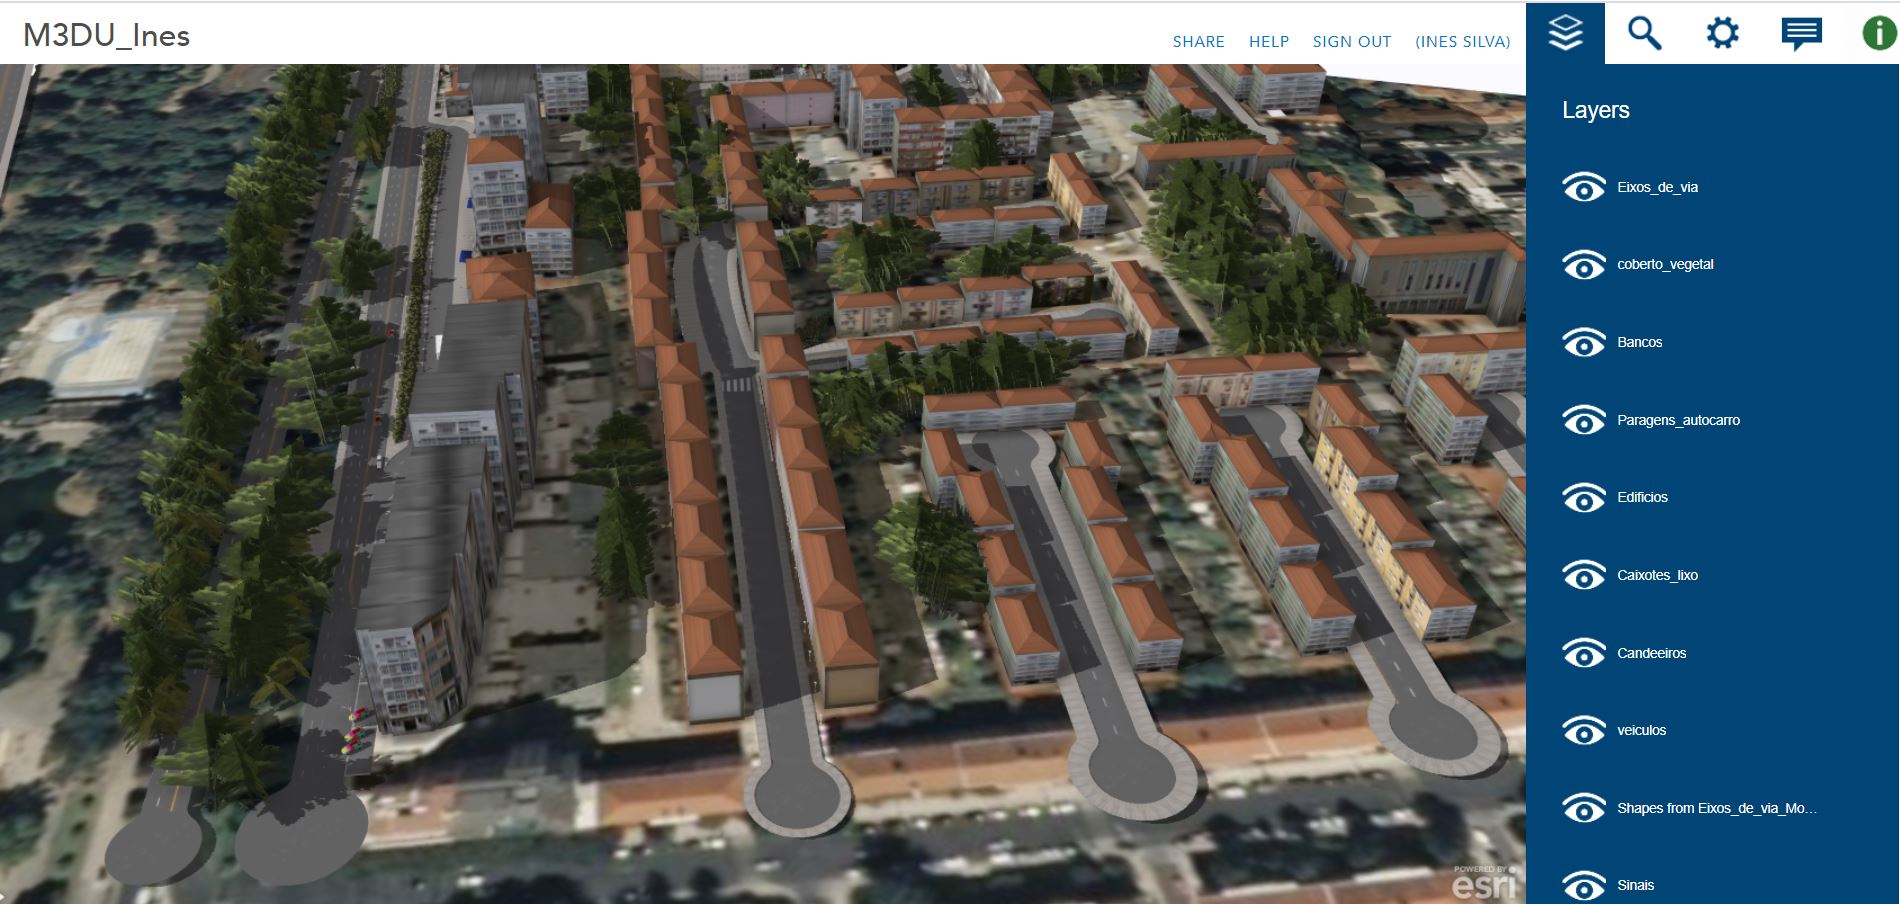 M3DU_Ines
SHARE HELP SIGN OUT (INES SILVA)
Layers
Eixos_de_via
coberto_vegetal
Bancos
Paragens_autocarro
Edificios
Caixotes_lixo
Candeeiros
veiculos
Shapes from Eixos_de_via_Mo...
Sinais
POWERED BY
esri